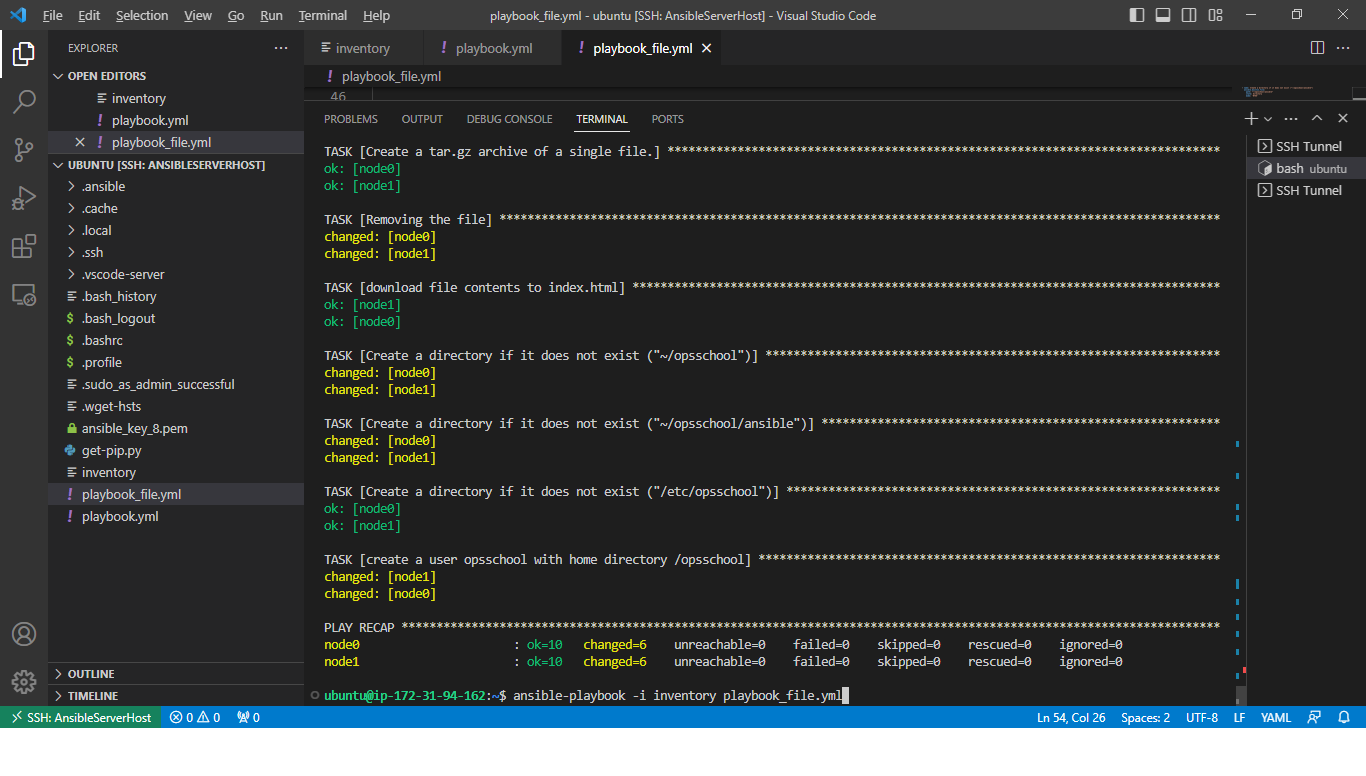 File Edit Selection View Go Run Terminal Help playbook_file.yml - ubuntu [SSH: AnsibleServerHost] - Visual Studio Code
EXPLORER
OPEN EDITORS
inventory
! playbook.yml
! playbook_file.yml
UBUNTU [SSH: ANSIBLESERVERHOST]
.ansible
.cache
.local
.ssh
.vscode-server
.bash_history
$ .bash_logout
$ .bashrc
$ .profile
.sudo_as_admin_successful
.wget-hsts
ansible_key_8.pem
get-pip.py
inventory
! playbook_file.yml
! playbook.yml
OUTLINE
TIMELINE
inventory ! playbook.yml ! playbook_file.yml
! playbook_file.yml
46
PROBLEMS OUTPUT DEBUG CONSOLE TERMINAL PORTS
TASK [Create a tar.gz archive of a single file.] *******************************************************************************
ok: [node0]
ok: [node1]
TASK [Removing the file] *******************************************************************************************************
changed: [node0]
changed: [node1]
TASK [download file contents to index.html] ************************************************************************************
ok: [node1]
ok: [node0]
TASK [Create a directory if it does not exist ("~/opsschool")] *****************************************************************
changed: [node0]
changed: [node1]
TASK [Create a directory if it does not exist ("~/opsschool/ansible")] *********************************************************
changed: [node0]
changed: [node1]
TASK [Create a directory if it does not exist ("/etc/opsschool")] **************************************************************
ok: [node0]
ok: [node1]
TASK [create a user opsschool with home directory /opsschool] ******************************************************************
changed: [node1]
changed: [node0]
PLAY RECAP *********************************************************************************************************************
node0 : ok=10 changed=6 unreachable=0 failed=0 skipped=0 rescued=0 ignored=0
node1 : ok=10 changed=6 unreachable=0 failed=0 skipped=0 rescued=0 ignored=0
ubuntu@ip-172-31-94-162:~$ ansible-playbook -i inventory playbook_file.yml
SSH Tunnel
bash ubuntu
SSH Tunnel
SSH: AnsibleServerHost 0 0 0 Ln 54, Col 26 Spaces: 2 UTF-8 LF YAML